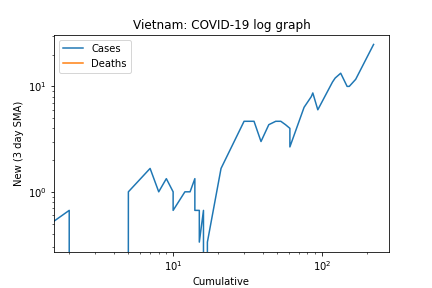 Vietnam: COVID-19 log graph
Cases
Deaths
New (3 day SMA)
10¹
10⁰
10¹
10²
Cumulative